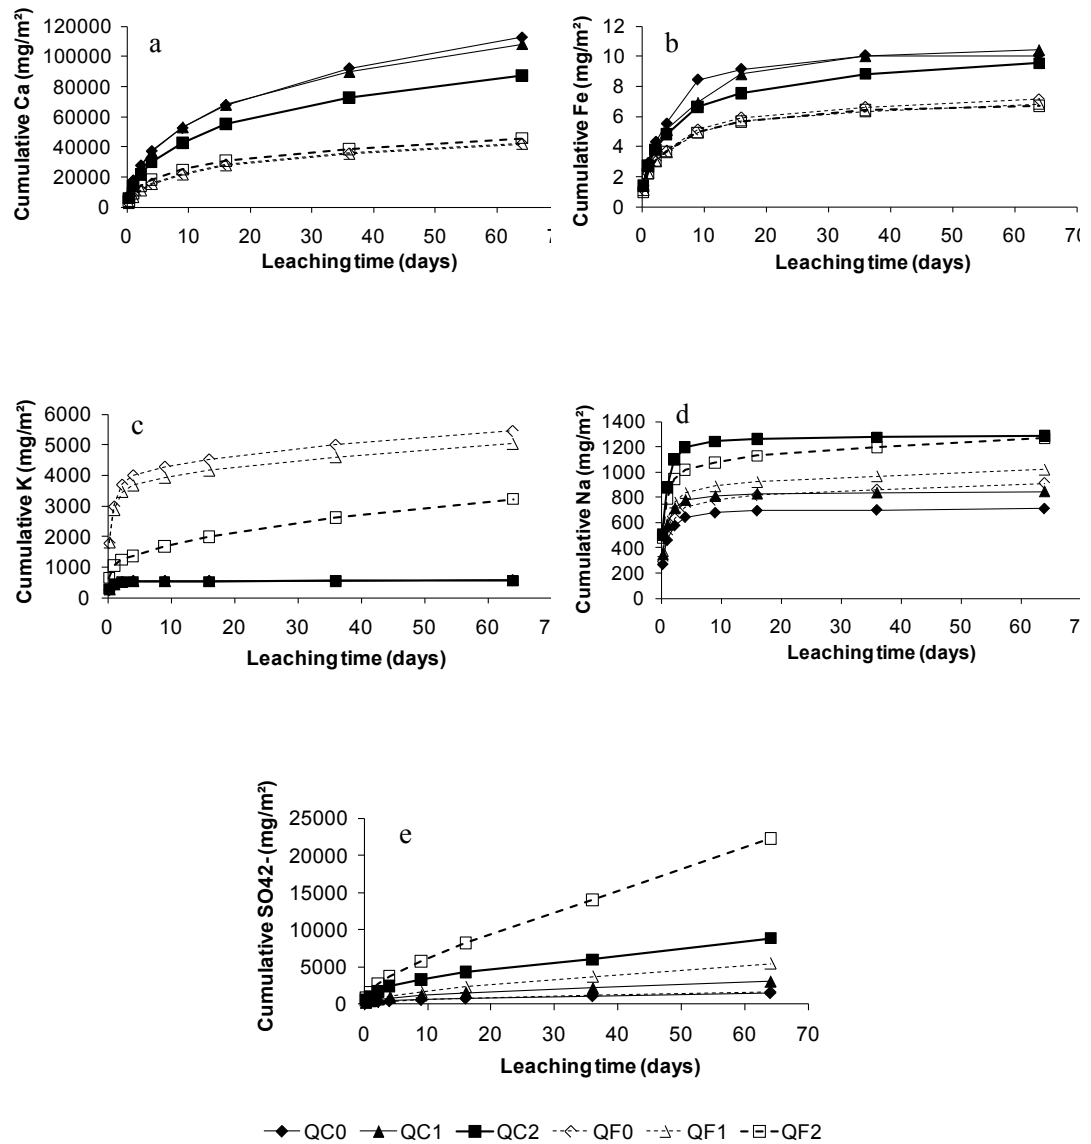 a
Cumulative Ca (mg/m²)
120000
100000
80000
60000
40000
20000
0
0 10 20 30 40 50 60 7
Leaching time (days)
b
Cumulative Fe (mg/m²)
12
10
8
6
4
2
0
0 10 20 30 40 50 60 70
Leaching time (days)
c
Cumulative K (mg/m²)
6000
5000
4000
3000
2000
1000
0
0 10 20 30 40 50 60 7
Leaching time (days)
d
Cumulative Na (mg/m²)
1400
1200
1000
800
600
400
200
0
0 10 20 30 40 50 60 70
Leaching time (days)
e
Cumulative SO42- (mg/m²)
25000
20000
15000
10000
5000
0
0 10 20 30 40 50 60 70
Leaching time (days)
QC0 QC1 QC2 QF0 QF1 QF2